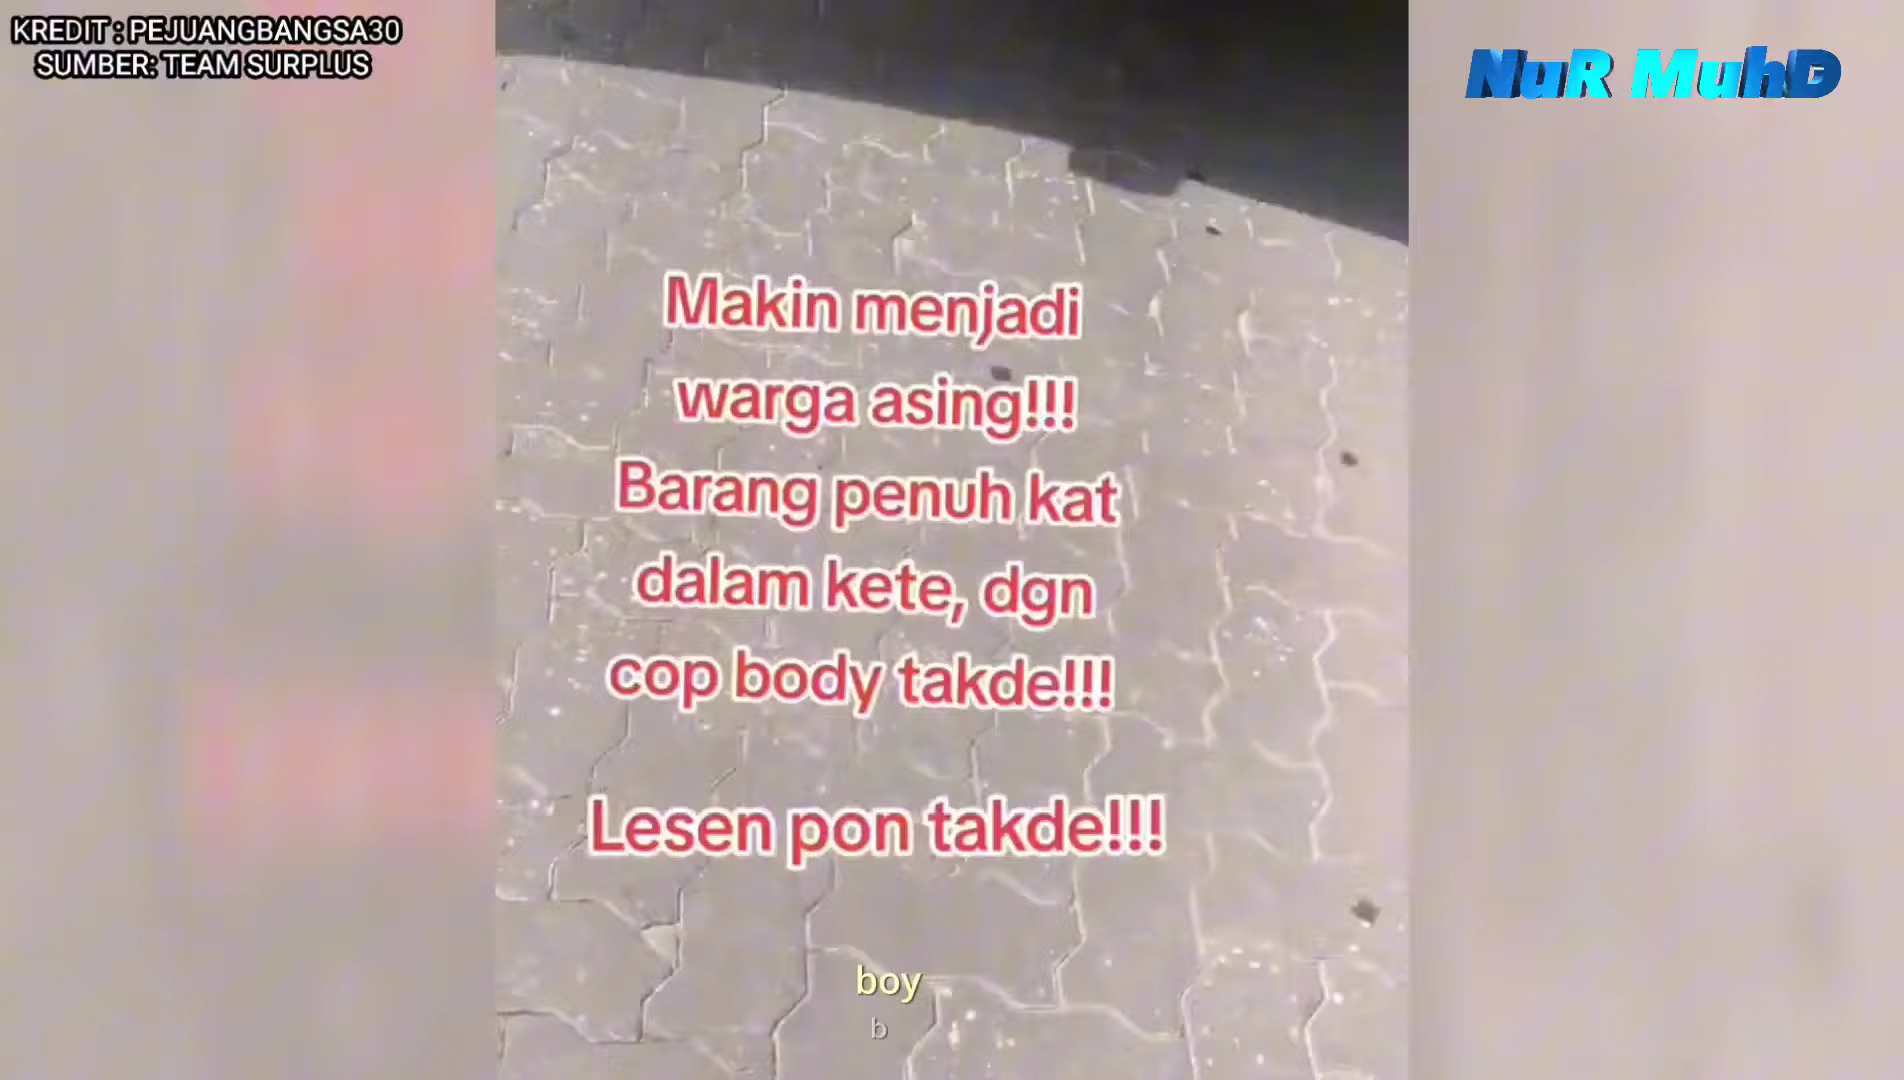 KREDIT : PEJUANGBANGSA30
SUMBER: TEAM SURPLUS
NuR MuhD
Makin menjadi
warga asing!!!
Barang penuh kat
dalam kete, dgn
cop body takde!!!
Lesen pon takde!!!
boy
b